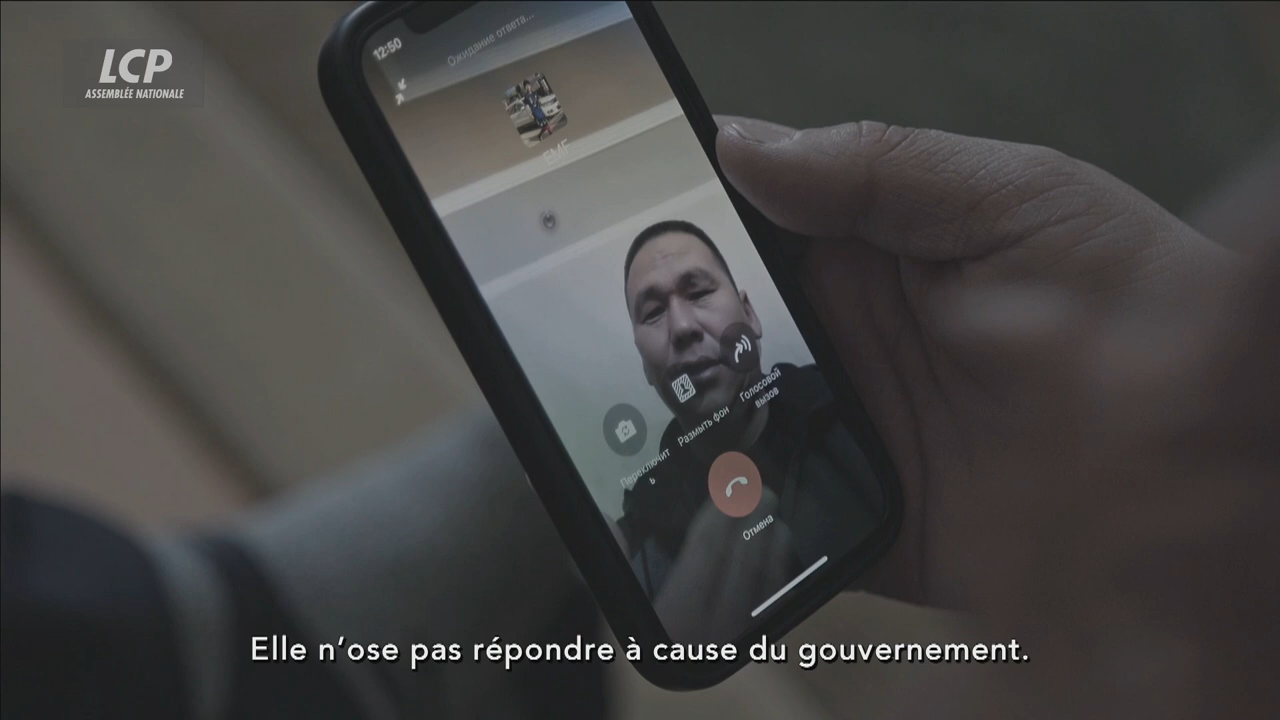 LCP
ASSEMBLÉE NATIONALE
12:50
Ожидание ответа...
Голосовой
вызов
Размыть фон
Переключит
ь
Отмена
Elle n'ose pas répondre à cause du gouvernement.